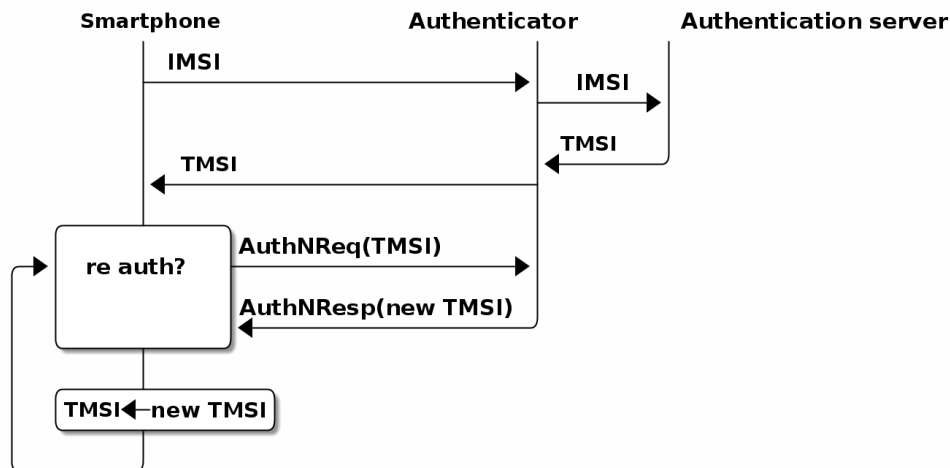 Smartphone Authenticator Authentication server
IMSI
IMSI
TMSI
TMSI
AuthNReq(TMSI)
re auth?
AuthNResp(new TMSI)
TMSI new TMSI